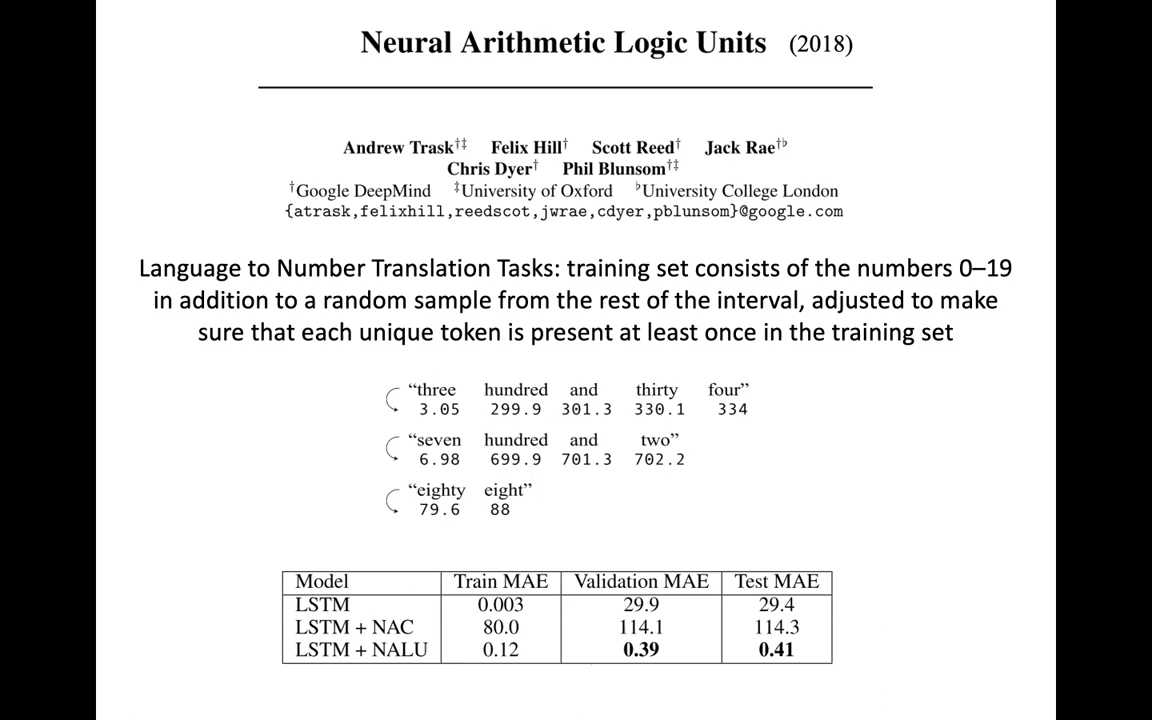 Neural Arithmetic Logic Units (2018)
Andrew Trask†‡ Felix Hill† Scott Reed† Jack Rae†♭
Chris Dyer† Phil Blunsom†‡
†Google DeepMind ‡University of Oxford ♭University College London
{atrask,felixhill,reedscot,jwrae,cdyer,pblunsom}@google.com
Language to Number Translation Tasks: training set consists of the numbers 0–19
in addition to a random sample from the rest of the interval, adjusted to make
sure that each unique token is present at least once in the training set
“three hundred and thirty four”
3.05 299.9 301.3 330.1 334
“seven hundred and two”
6.98 699.9 701.3 702.2
“eighty eight”
79.6 88
Model Train MAE Validation MAE Test MAE
LSTM 0.003 29.9 29.4
LSTM + NAC 80.0 114.1 114.3
LSTM + NALU 0.12 0.39 0.41